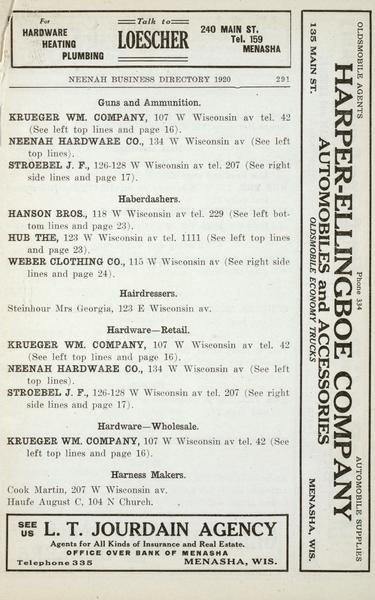 For
HARDWARE
HEATING
PLUMBING
Talk to
LOESCHER
240 MAIN ST.
Tel. 159
MENASHA
NEENAH BUSINESS DIRECTORY 1920 291
Guns and Ammunition.
KRUEGER WM. COMPANY, 107 W Wisconsin av tel. 42
(See left top lines and page 16).
NEENAH HARDWARE CO., 134 W Wisconsin av (See left
top lines).
STROEBEL J. F., 126-128 W Wisconsin av tel. 207 (See right
side lines and page 17).
Haberdashers.
HANSON BROS., 118 W Wisconsin av tel. 229 (See left bot-
tom lines and page 23).
HUB THE, 123 W Wisconsin av tel. 1111 (See left top lines
and page 23).
WEBER CLOTHING CO., 115 W Wisconsin av (See right side
lines and page 24).
Hairdressers.
Steinhour Mrs Georgia, 123 E Wisconsin av.
Hardware—Retail.
KRUEGER WM. COMPANY, 107 W Wisconsin av tel. 42
(See left top lines and page 16).
NEENAH HARDWARE CO., 134 W Wisconsin av (See left
top lines).
STROEBEL J. F., 126-128 W Wisconsin av tel. 207 (See right
side lines and page 17).
Hardware—Wholesale.
KRUEGER WM. COMPANY, 107 W Wisconsin av tel. 42 (See
left top lines and page 16).
Harness Makers.
Cook Martin, 207 W Wisconsin av.
Haufe August C, 104 N Church.
SEE US
L. T. JOURDAIN AGENCY
Agents for All Kinds of Insurance and Real Estate.
OFFICE OVER BANK OF MENASHA
Telephone 335 MENASHA, WIS.
OLDSMOBILE AGENTS Phone 334 AUTOMOBILE SUPPLIES
HARPER-ELLINGBOE COMPANY
AUTOMOBILES and ACCESSORIES
OLDSMOBILE ECONOMY TRUCKS
135 MAIN ST. MENASHA, WIS.